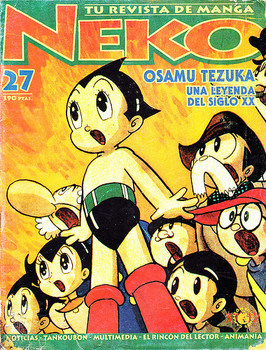 TU REVISTA DE MANGA
NEKO
27
390 PTAS.
OSAMU TEZUKA
UNA LEYENDA
DEL SIGLO XX
NOTICIAS · TANKOUBON · MULTIMEDIA · EL RINCÓN DEL LECTOR · ANIMANÍA